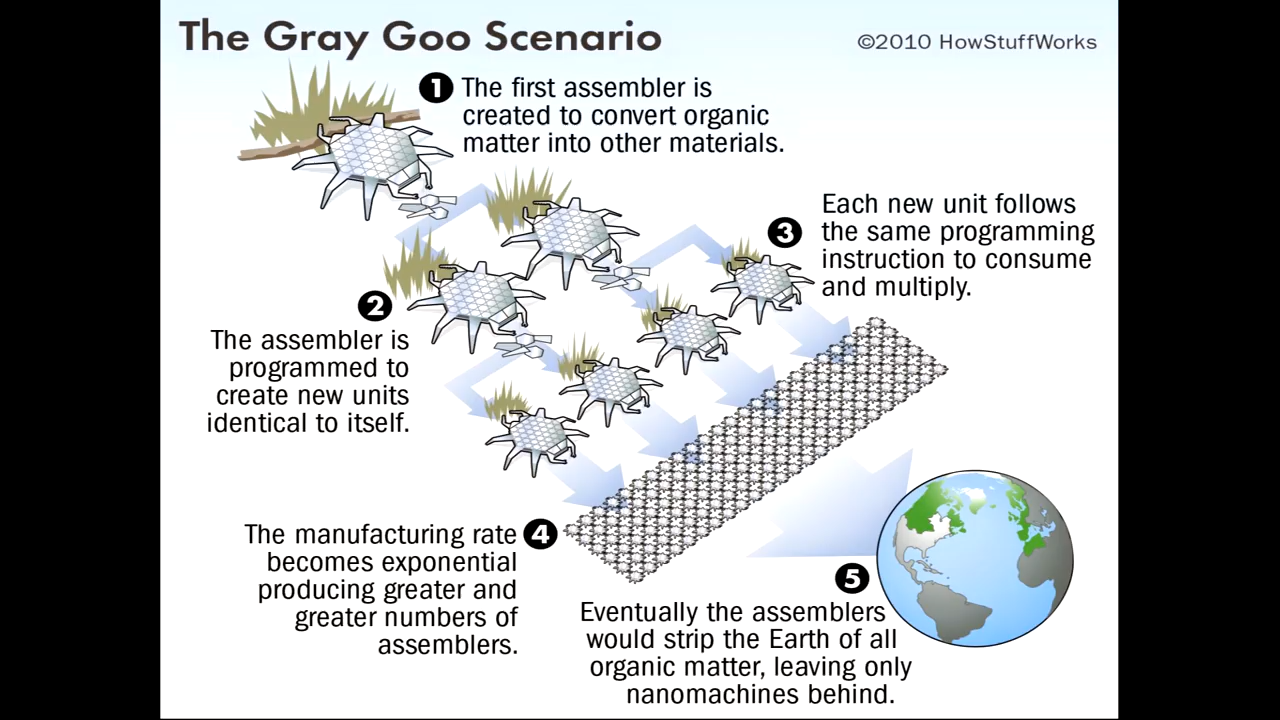 The Gray Goo Scenario
©2010 HowStuffWorks
1
The first assembler is
created to convert organic
matter into other materials.
2
The assembler is
programmed to
create new units
identical to itself.
3
Each new unit follows
the same programming
instruction to consume
and multiply.
4
The manufacturing rate
becomes exponential
producing greater and
greater numbers of
assemblers.
5
Eventually the assemblers
would strip the Earth of all
organic matter, leaving only
nanomachines behind.